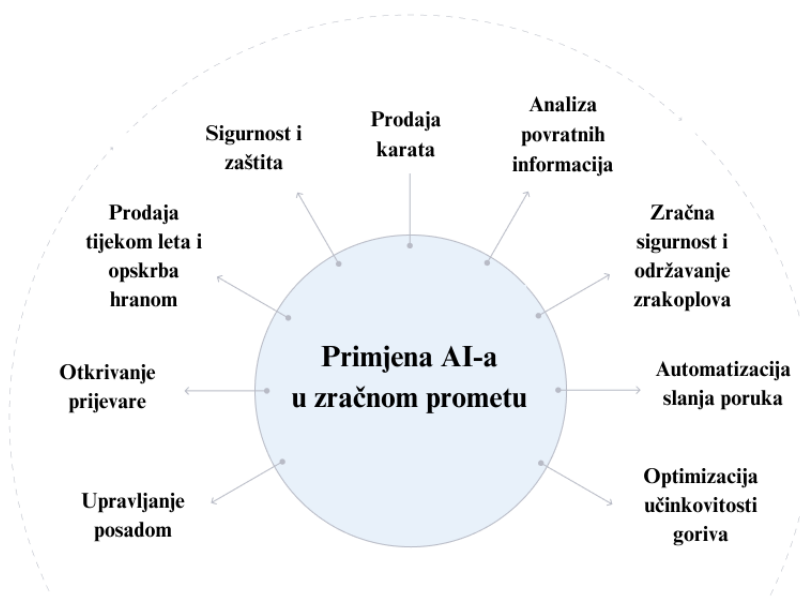 Prodaja
karata
Analiza
povratnih
informacija
Zračna
sigurnost i
održavanje
zrakoplova
Automatizacija
slanja poruka
Optimizacija
učinkovitosti
goriva
Upravljanje
posadom
Otkrivanje
prijevare
Prodaja
tijekom leta i
opskrba
hranom
Sigurnost i
zaštita
Primjena AI-a
u zračnom prometu